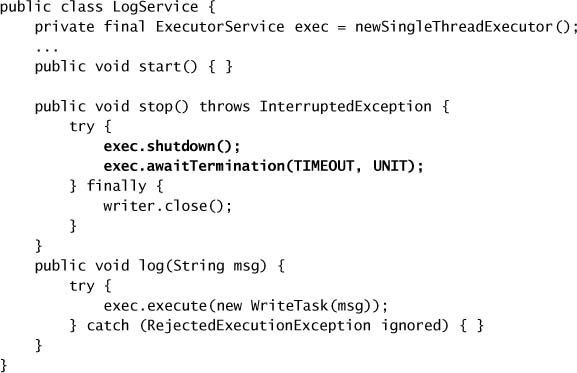 public class LogService {
    private final ExecutorService exec = newSingleThreadExecutor();
    ...
    public void start() { }

    public void stop() throws InterruptedException {
        try {
            exec.shutdown();
            exec.awaitTermination(TIMEOUT, UNIT);
        } finally {
            writer.close();
        }
    }
    public void log(String msg) {
        try {
            exec.execute(new WriteTask(msg));
        } catch (RejectedExecutionException ignored) { }
    }
}